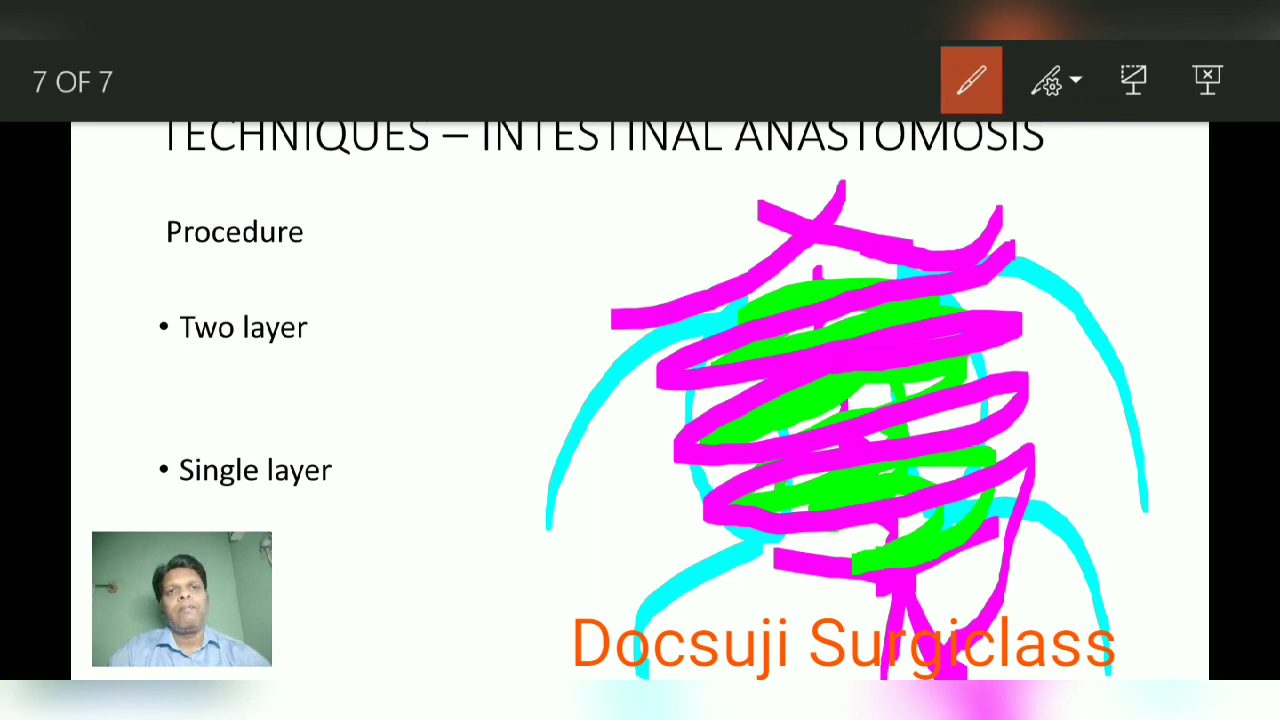 7 OF 7
TECHNIQUES – INTESTINAL ANASTOMOSIS
Procedure
• Two layer
• Single layer
Docsuji Surgiclass